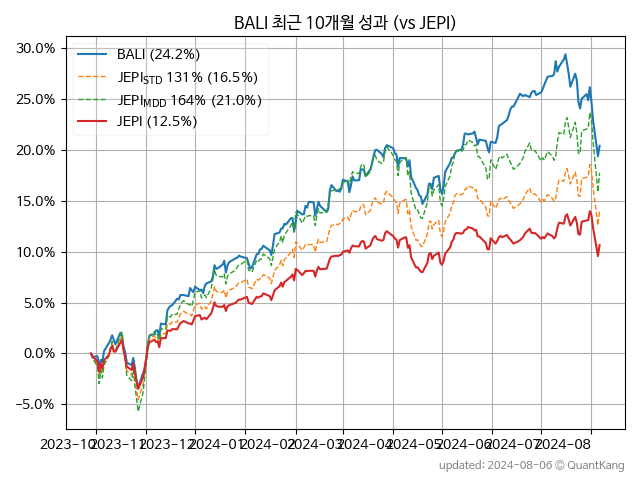 BALI 최근 10개월 성과 (vs JEPI)
BALI (24.2%)
JEPI_STD 131% (16.5%)
JEPI_MDD 164% (21.0%)
JEPI (12.5%)
30.0%
25.0%
20.0%
15.0%
10.0%
5.0%
0.0%
−5.0%
2023-10 2023-11 2023-12 2024-01 2024-02 2024-03 2024-04 2024-05 2024-06 2024-07 2024-08
updated: 2024-08-06 © QuantKang